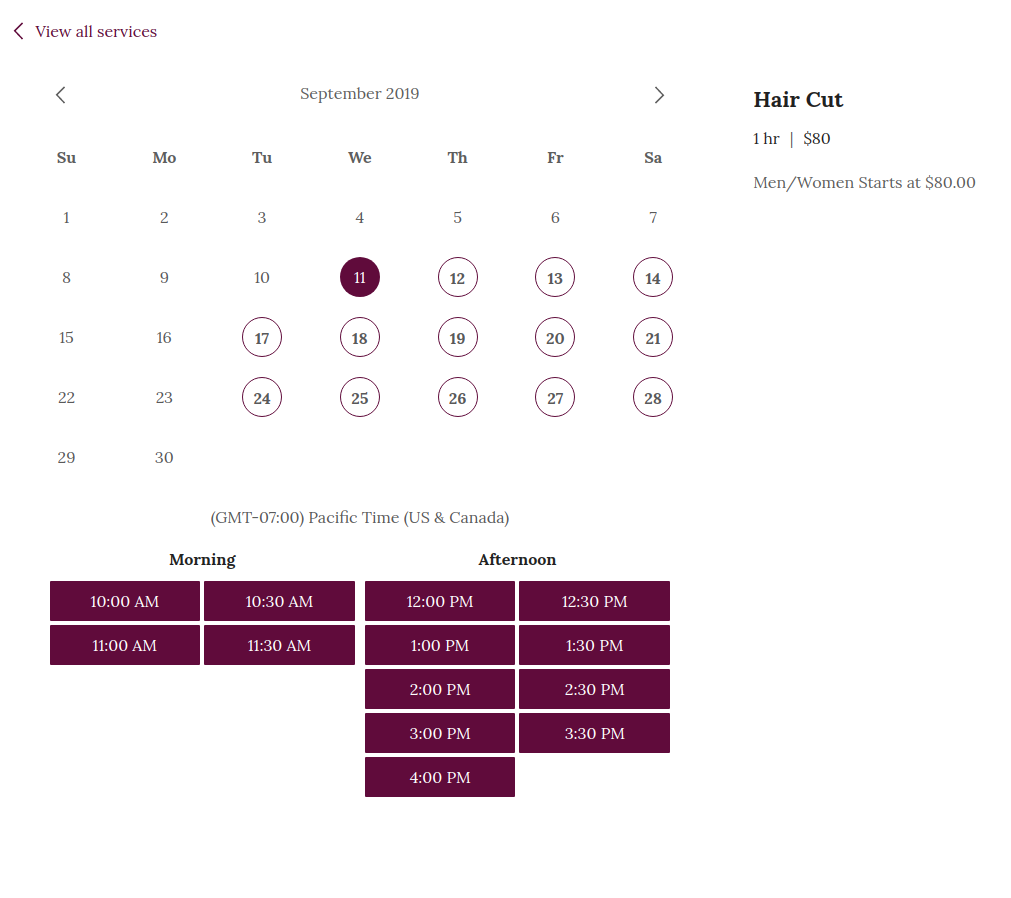 View all services
September 2019
Su Mo Tu We Th Fr Sa
1 2 3 4 5 6 7
8 9 10 11 12 13 14
15 16 17 18 19 20 21
22 23 24 25 26 27 28
29 30
(GMT-07:00) Pacific Time (US & Canada)
Morning
10:00 AM 10:30 AM
11:00 AM 11:30 AM
Afternoon
12:00 PM 12:30 PM
1:00 PM 1:30 PM
2:00 PM 2:30 PM
3:00 PM 3:30 PM
4:00 PM
Hair Cut
1 hr | $80
Men/Women Starts at $80.00